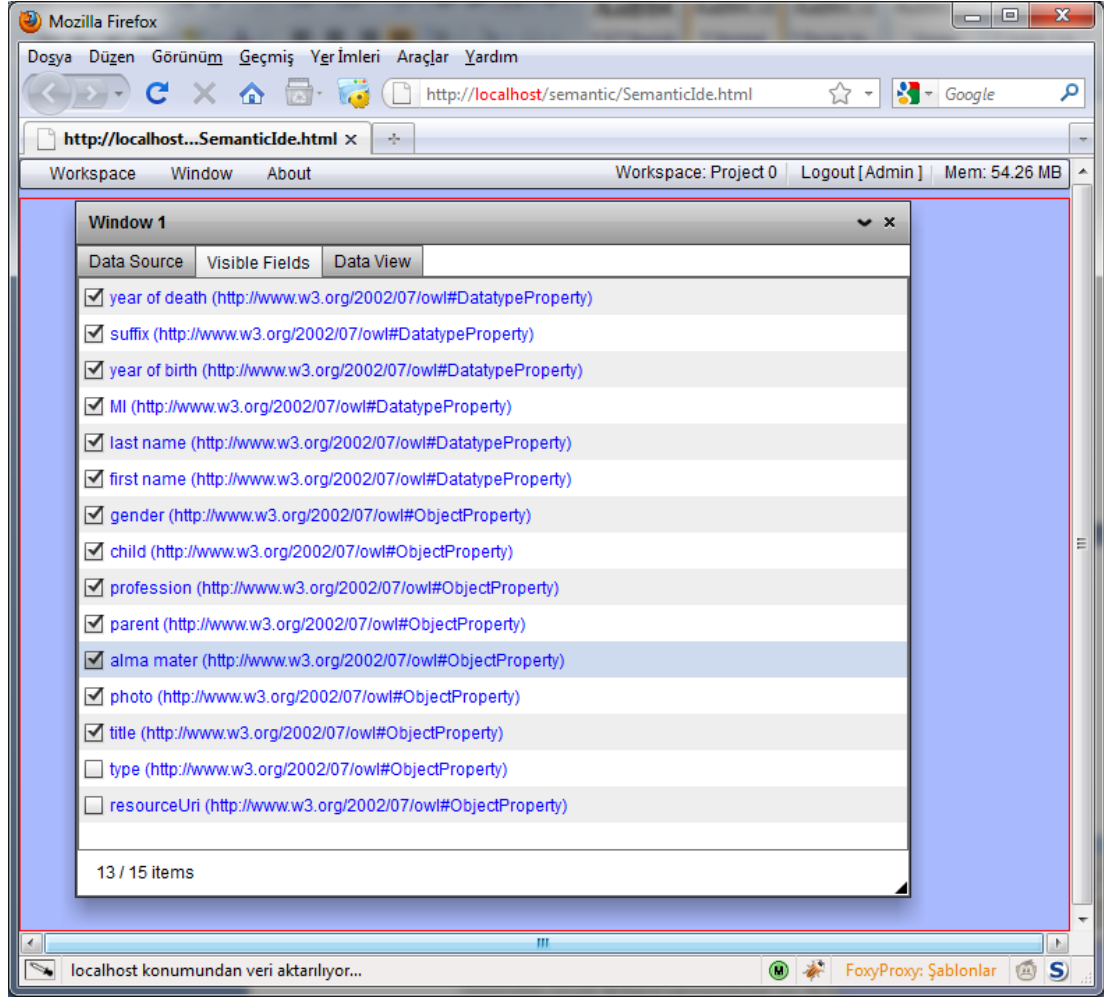 Mozilla Firefox
Dosya Düzen Görünüm Geçmiş Yer İmleri Araçlar Yardım
http://localhost/semantic/SemanticIde.html Google
http://localhost...SemanticIde.html
Workspace Window About Workspace: Project 0 Logout [ Admin ] Mem: 54.26 MB
Window 1
Data Source Visible Fields Data View
year of death (http://www.w3.org/2002/07/owl#DatatypeProperty)
suffix (http://www.w3.org/2002/07/owl#DatatypeProperty)
year of birth (http://www.w3.org/2002/07/owl#DatatypeProperty)
MI (http://www.w3.org/2002/07/owl#DatatypeProperty)
last name (http://www.w3.org/2002/07/owl#DatatypeProperty)
first name (http://www.w3.org/2002/07/owl#DatatypeProperty)
gender (http://www.w3.org/2002/07/owl#ObjectProperty)
child (http://www.w3.org/2002/07/owl#ObjectProperty)
profession (http://www.w3.org/2002/07/owl#ObjectProperty)
parent (http://www.w3.org/2002/07/owl#ObjectProperty)
alma mater (http://www.w3.org/2002/07/owl#ObjectProperty)
photo (http://www.w3.org/2002/07/owl#ObjectProperty)
title (http://www.w3.org/2002/07/owl#ObjectProperty)
type (http://www.w3.org/2002/07/owl#ObjectProperty)
resourceUri (http://www.w3.org/2002/07/owl#ObjectProperty)
13 / 15 items
localhost konumundan veri aktarılıyor... M FoxyProxy: Şablonlar S